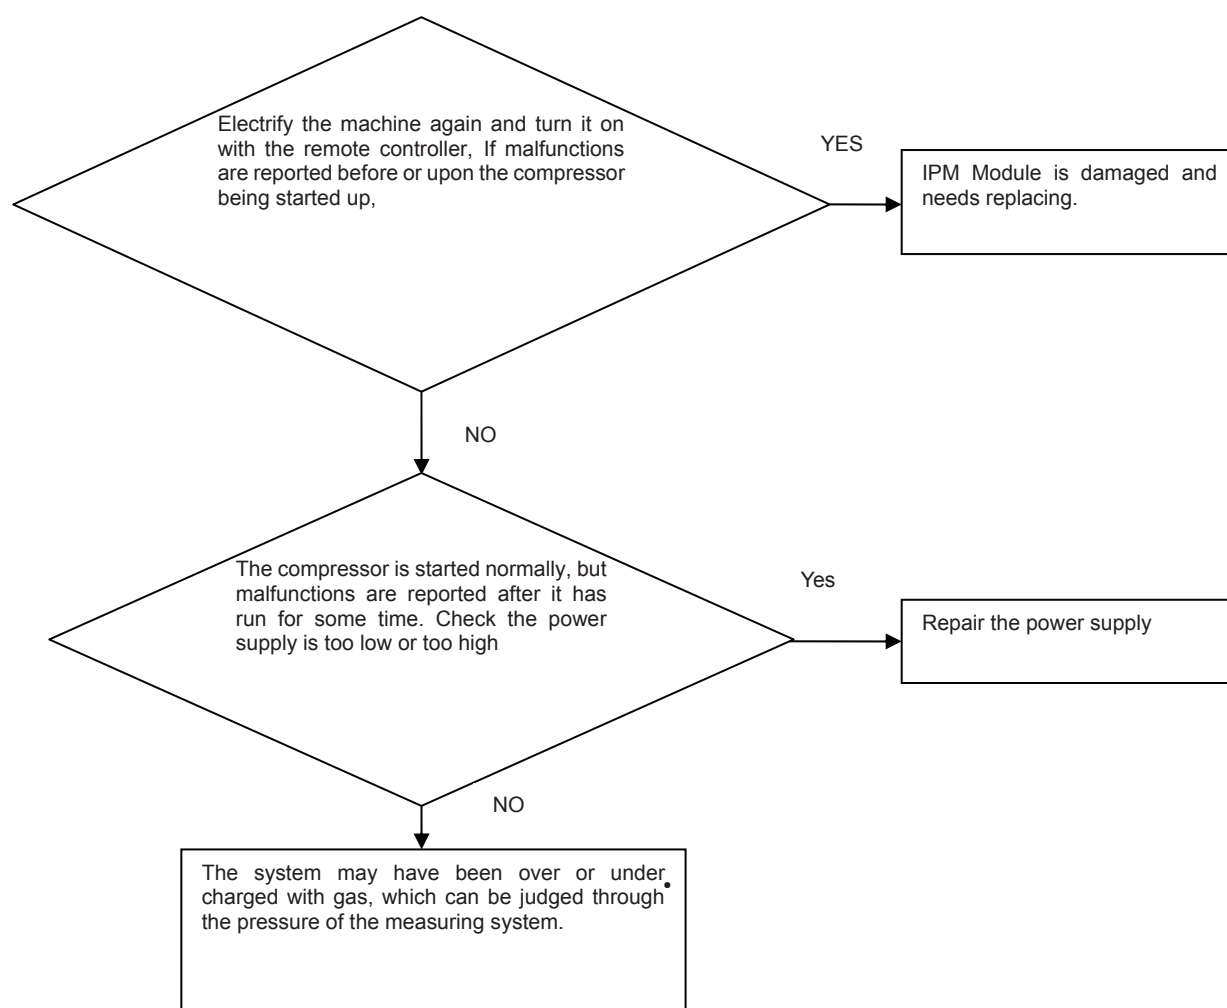 Electrify the machine again and turn it on
with the remote controller, If malfunctions
are reported before or upon the compressor
being started up,
YES
IPM Module is damaged and
needs replacing.
NO
The compressor is started normally, but
malfunctions are reported after it has
run for some time. Check the power
supply is too low or too high
Yes
Repair the power supply
NO
The system may have been over or under
charged with gas, which can be judged through
the pressure of the measuring system.